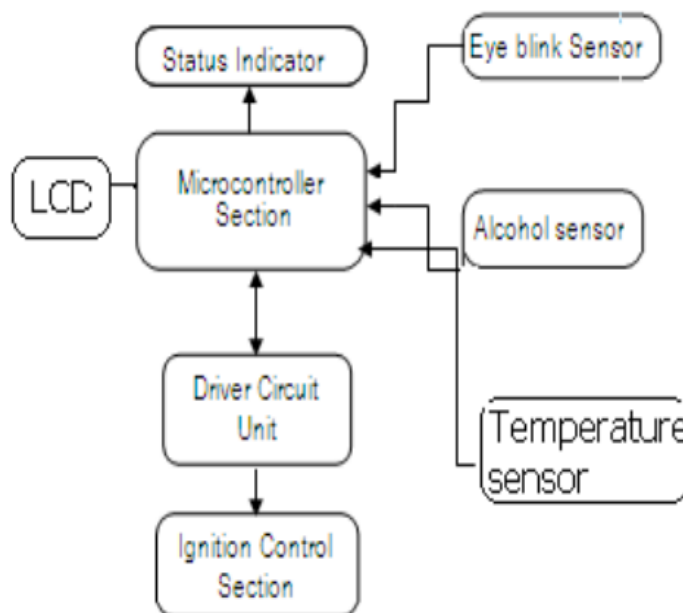 Status Indicator
Eye blink Sensor
Microcontroller
Section
LCD
Alcohol sensor
Driver Circuit
Unit
Temperature
sensor
Ignition Control
Section